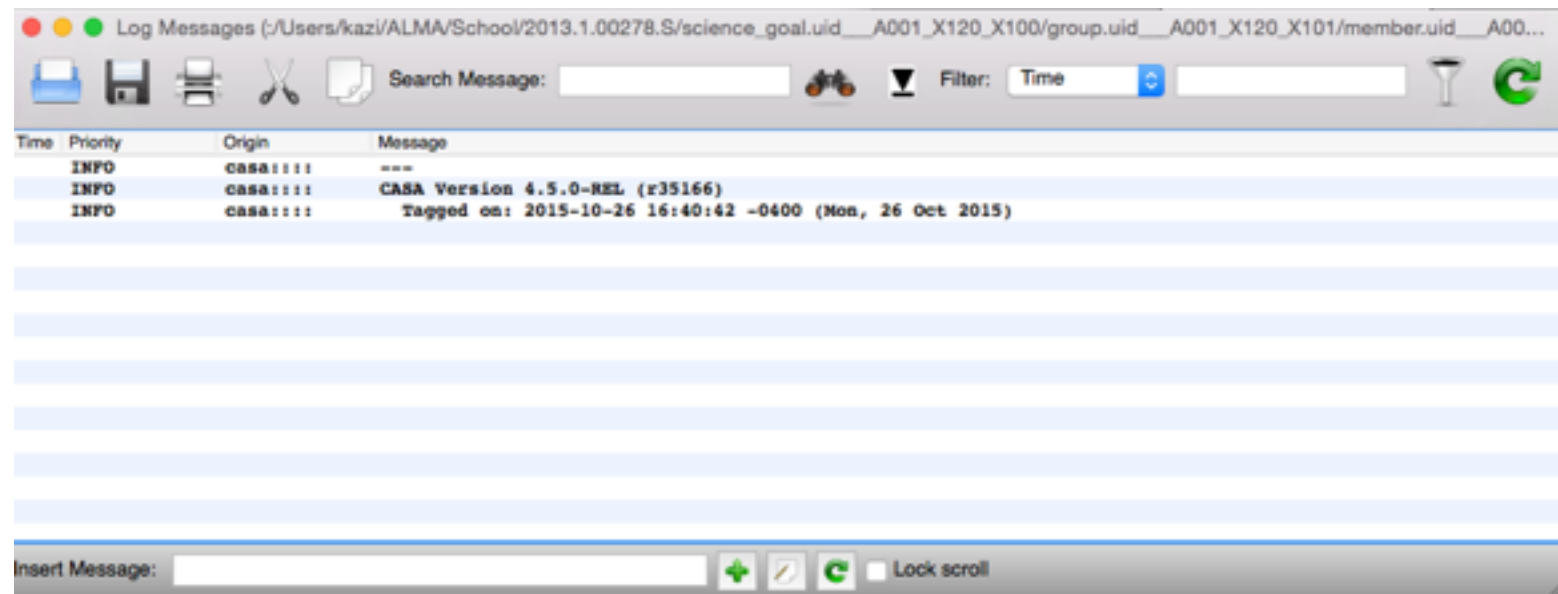 Log Messages (:/Users/kazi/ALMA/School/2013.1.00278.S/science_goal.uid___A001_X120_X100/group.uid___A001_X120_X101/member.uid___A00...
Search Message: Filter: Time
Time Priority Origin Message
INFO casa:::: ---
INFO casa:::: CASA Version 4.5.0-REL (r35166)
INFO casa:::: Tagged on: 2015-10-26 16:40:42 -0400 (Mon, 26 Oct 2015)
Insert Message: Lock scroll